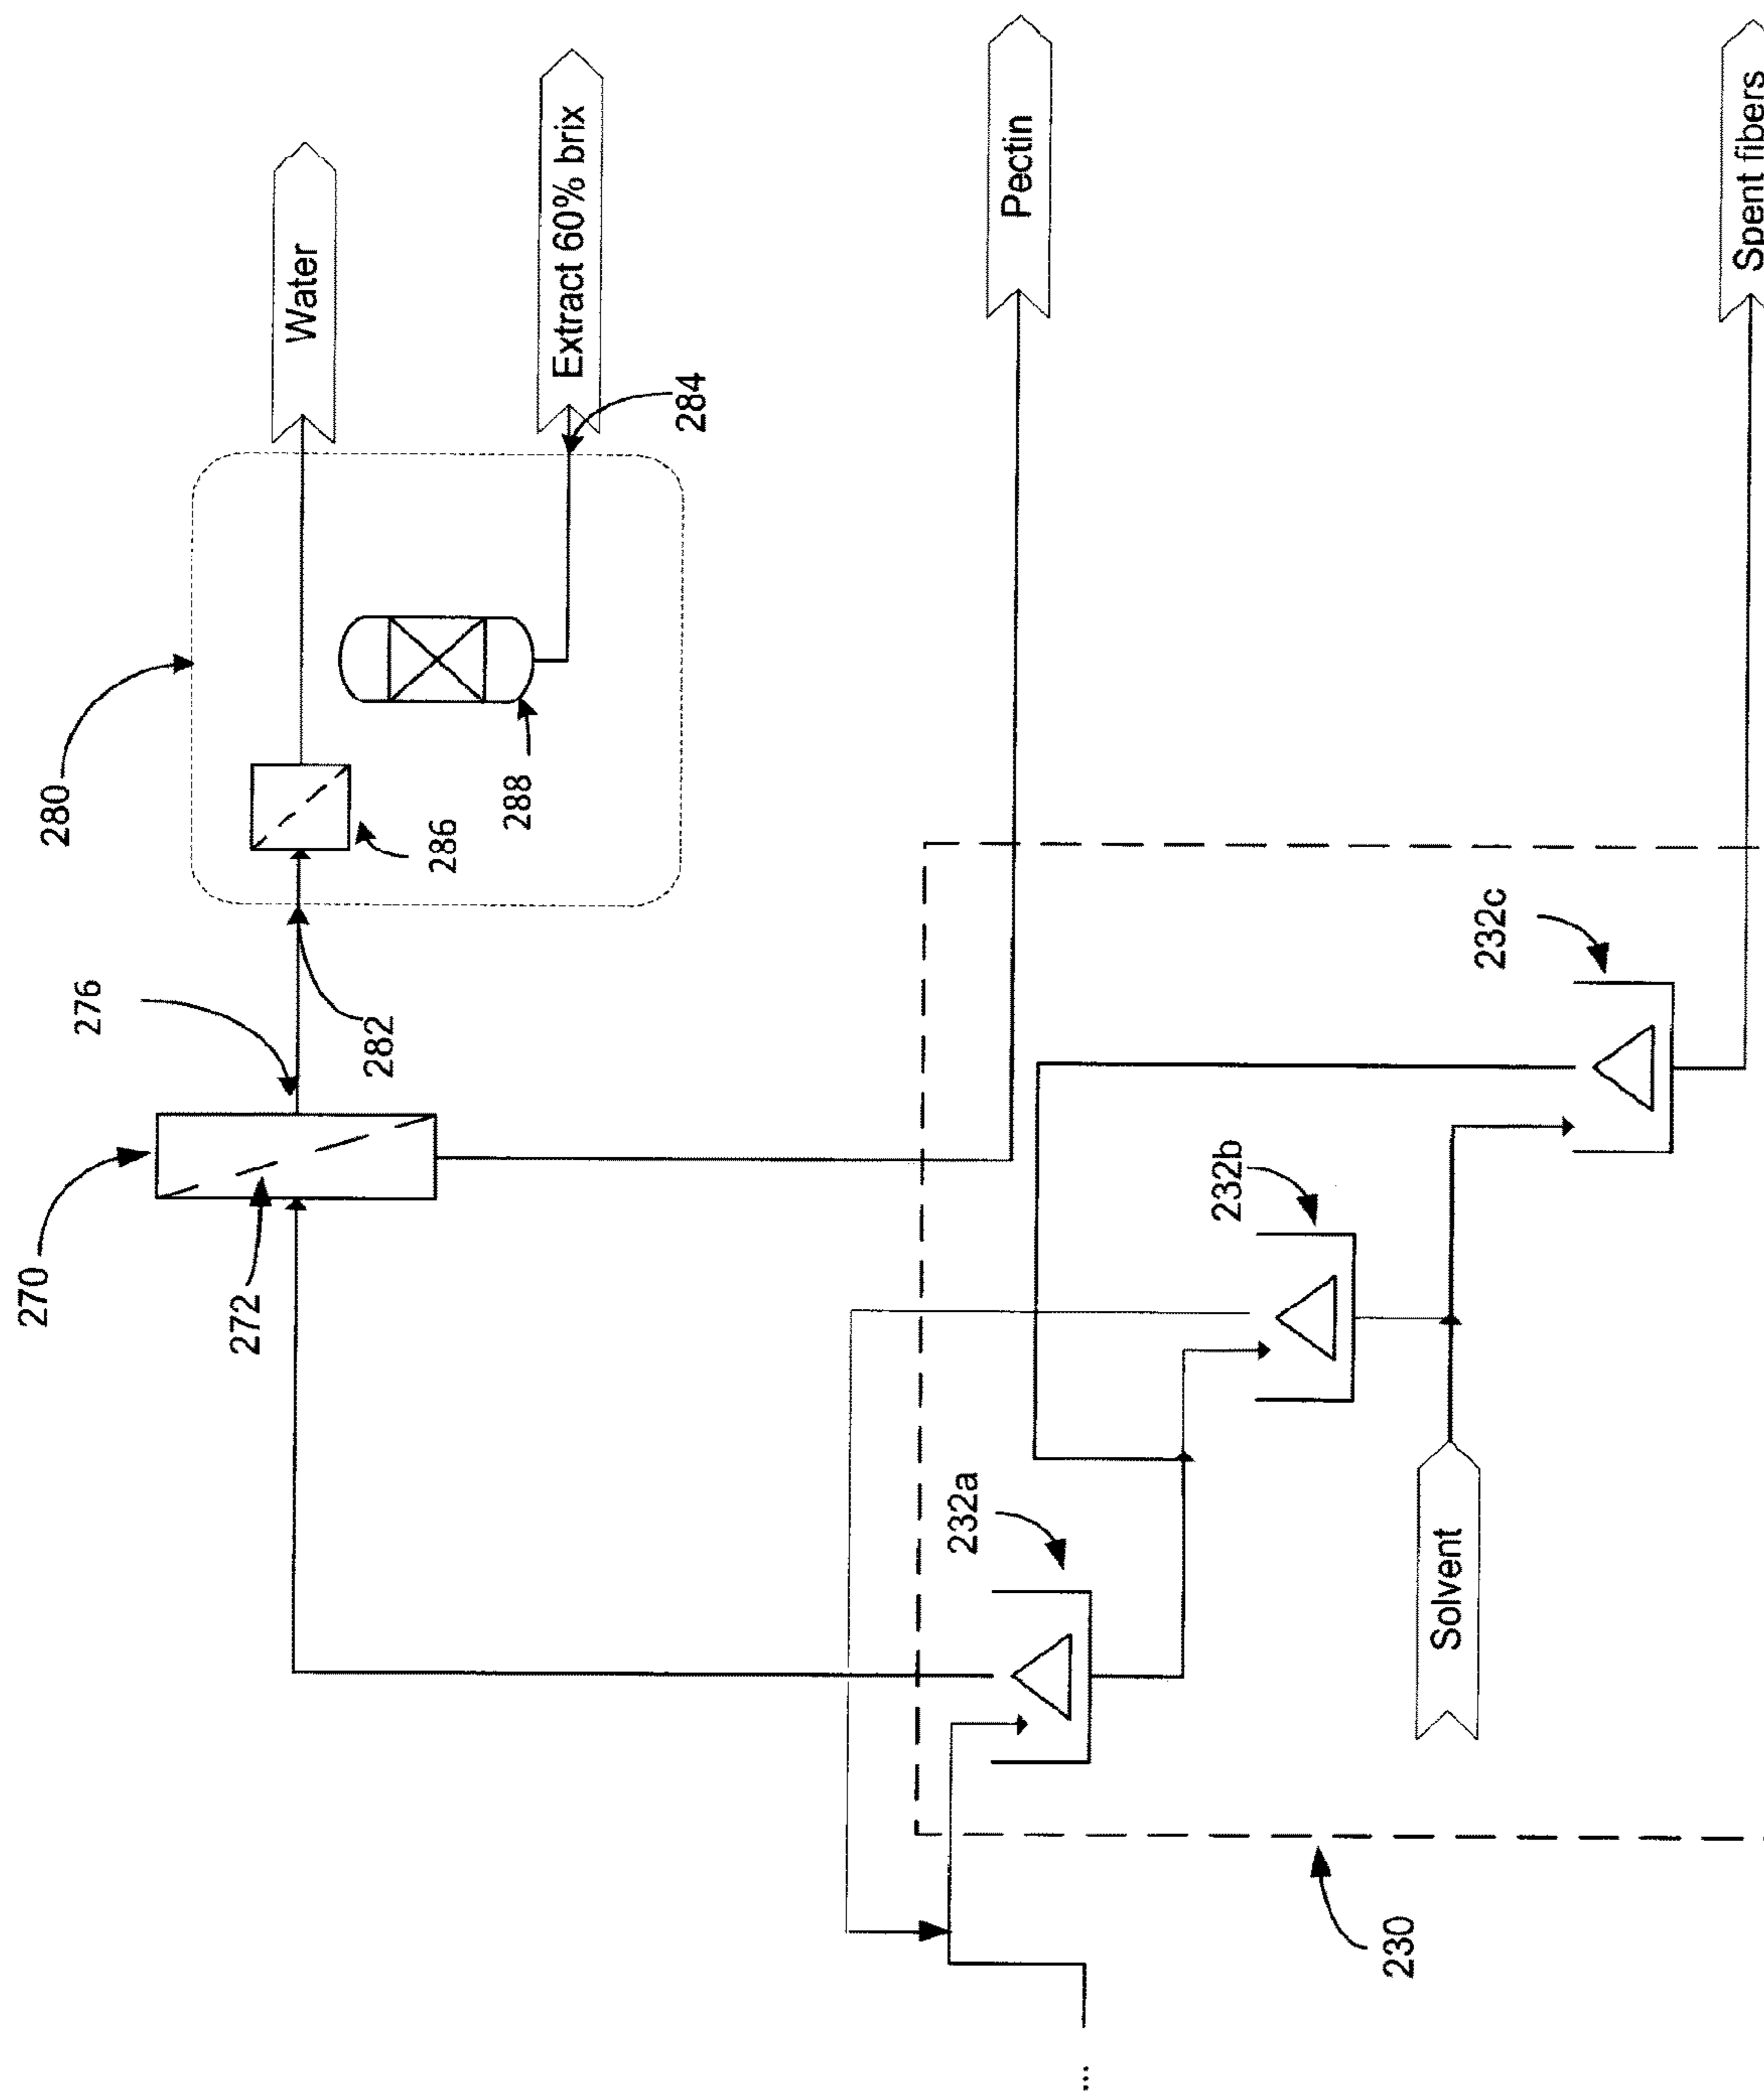 280
Water
Extract 60% brix
284
286
288
276
282
270
272
Pectin
232c
232b
232a
Solvent
Spent fibers
230
...